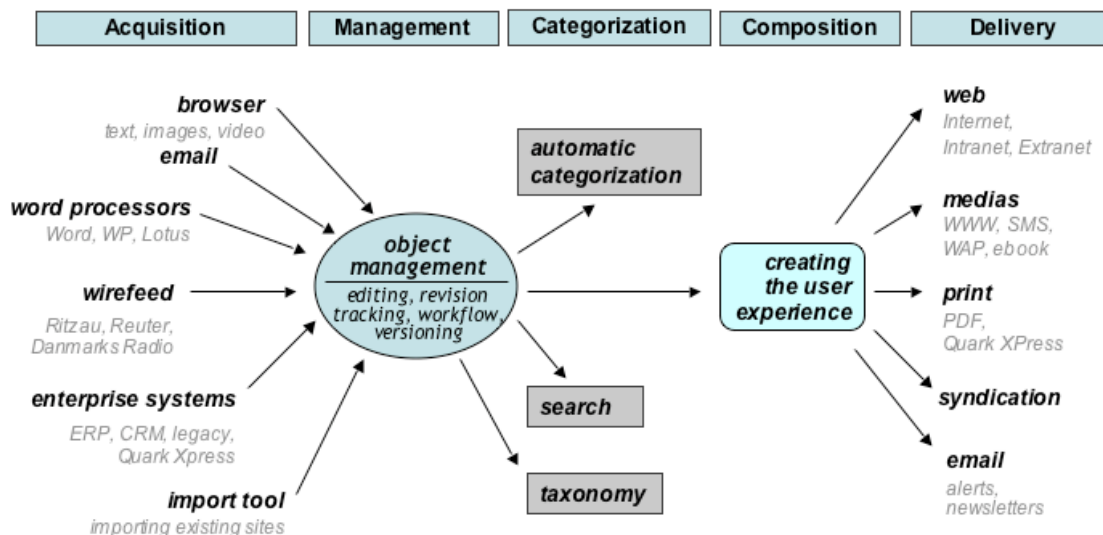 Acquisition
Management
Categorization
Composition
Delivery
browser
text, images, video
email
word processors
Word, WP, Lotus
wirefeed
Ritzau, Reuter,
Danmarks Radio
enterprise systems
ERP, CRM, legacy,
Quark Xpress
import tool
importing existing sites
object
management
editing, revision
tracking, workflow,
versioning
automatic
categorization
search
taxonomy
creating
the user
experience
web
Internet,
Intranet, Extranet
medias
WWW, SMS,
WAP, ebook
print
PDF,
Quark XPress
syndication
email
alerts,
newsletters